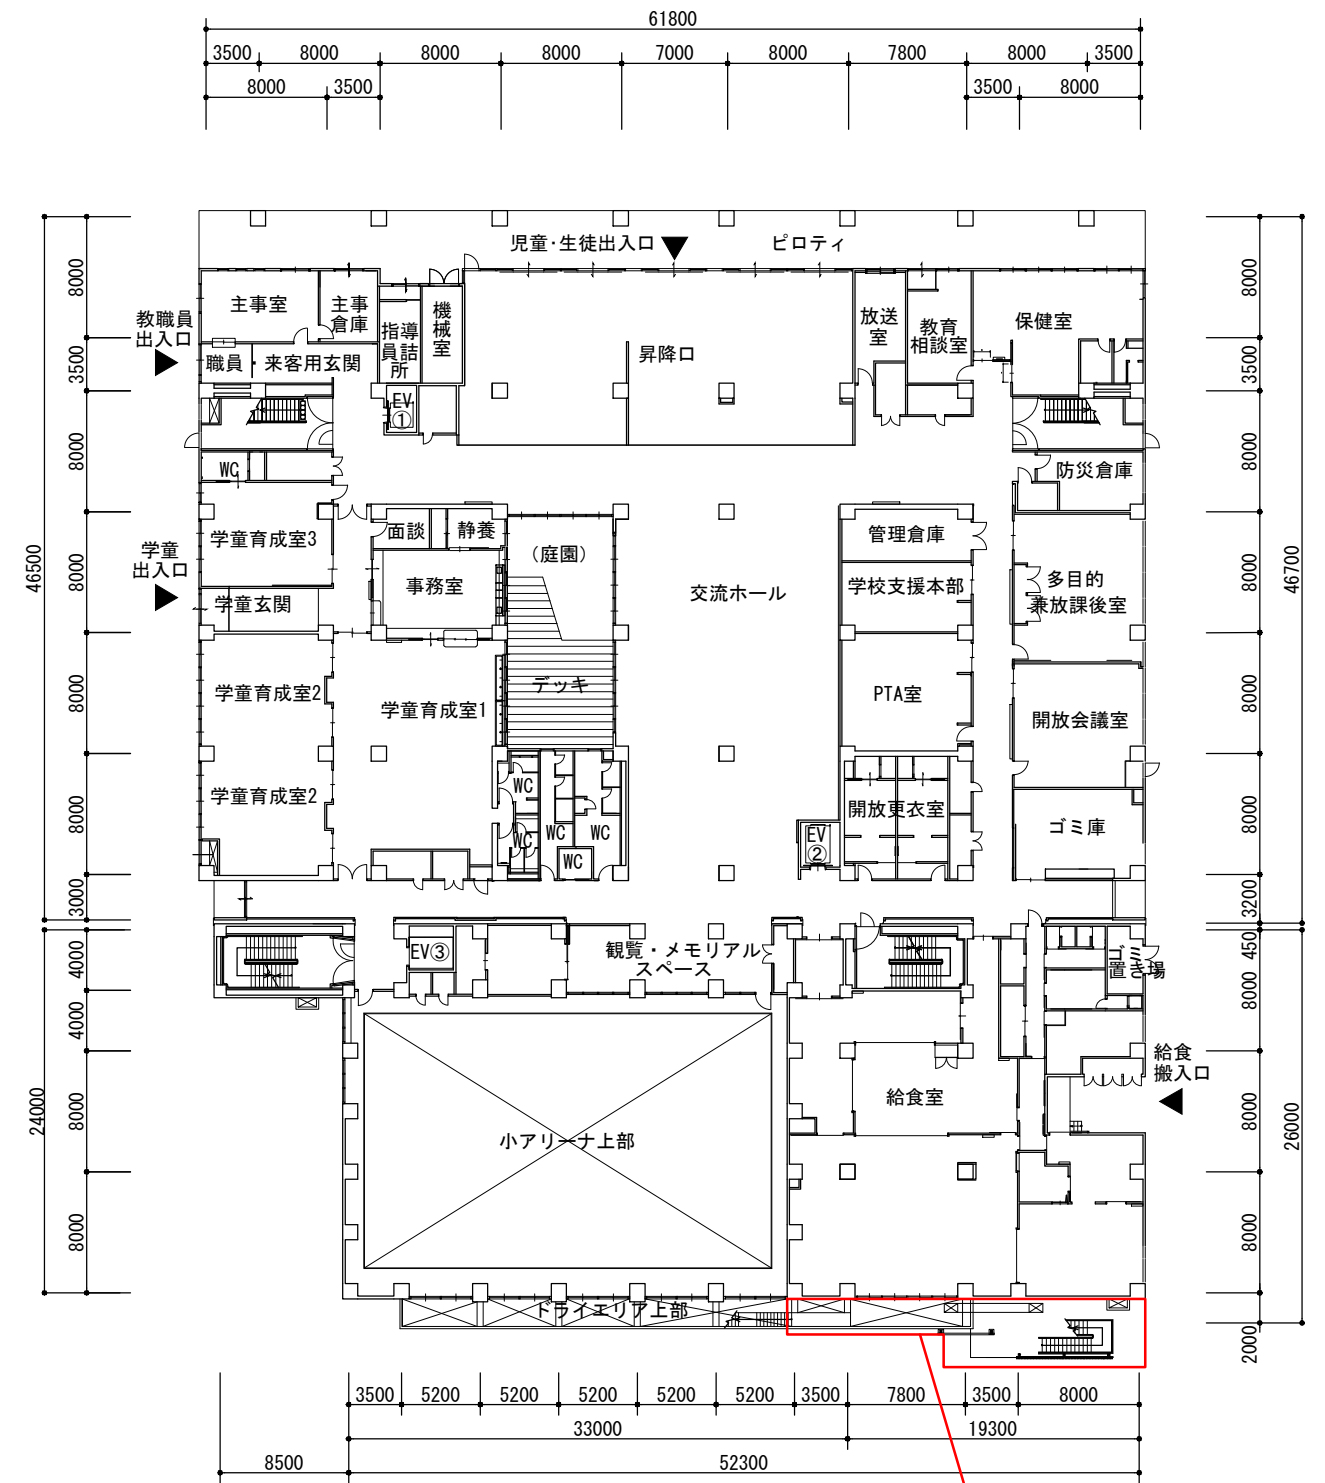 61800
3500 8000 8000 8000 7000 8000 7800 8000 3500
8000 3500 3500 8000
児童・生徒出入口 ピロティ
主事室
主事
倉庫
機
械
室
指導
員詰
所
放送
室
教育
相談室
保健室
教職員
出入口
職員 来客用玄関
昇降口
EV
①
WC
防災倉庫
学童育成室3
面談
静養
(庭園)
管理倉庫
学童
出入口
事務室
学校支援本部
多目的
兼放課後室
学童玄関
交流ホール
学童育成室2
学童育成室1
デッキ
PTA室
開放会議室
学童育成室2
WC
WC
WC
WC
WC
EV
②
開放更衣室
ゴミ庫
EV③
観覧・メモリアル
スペース
ゴミ
置き場
給食
搬入口
給食室
小アリーナ上部
ドライエリア上部
8000
3500
8000
8000
8000
8000
3000
4000
4000
8000
8000
46500
24000
8000
3500
8000
8000
8000
8000
3200
450
8000
8000
8000
2000
46700
26000
3500 5200 5200 5200 5200 5200 3500 7800 3500 8000
33000 19300
8500 52300